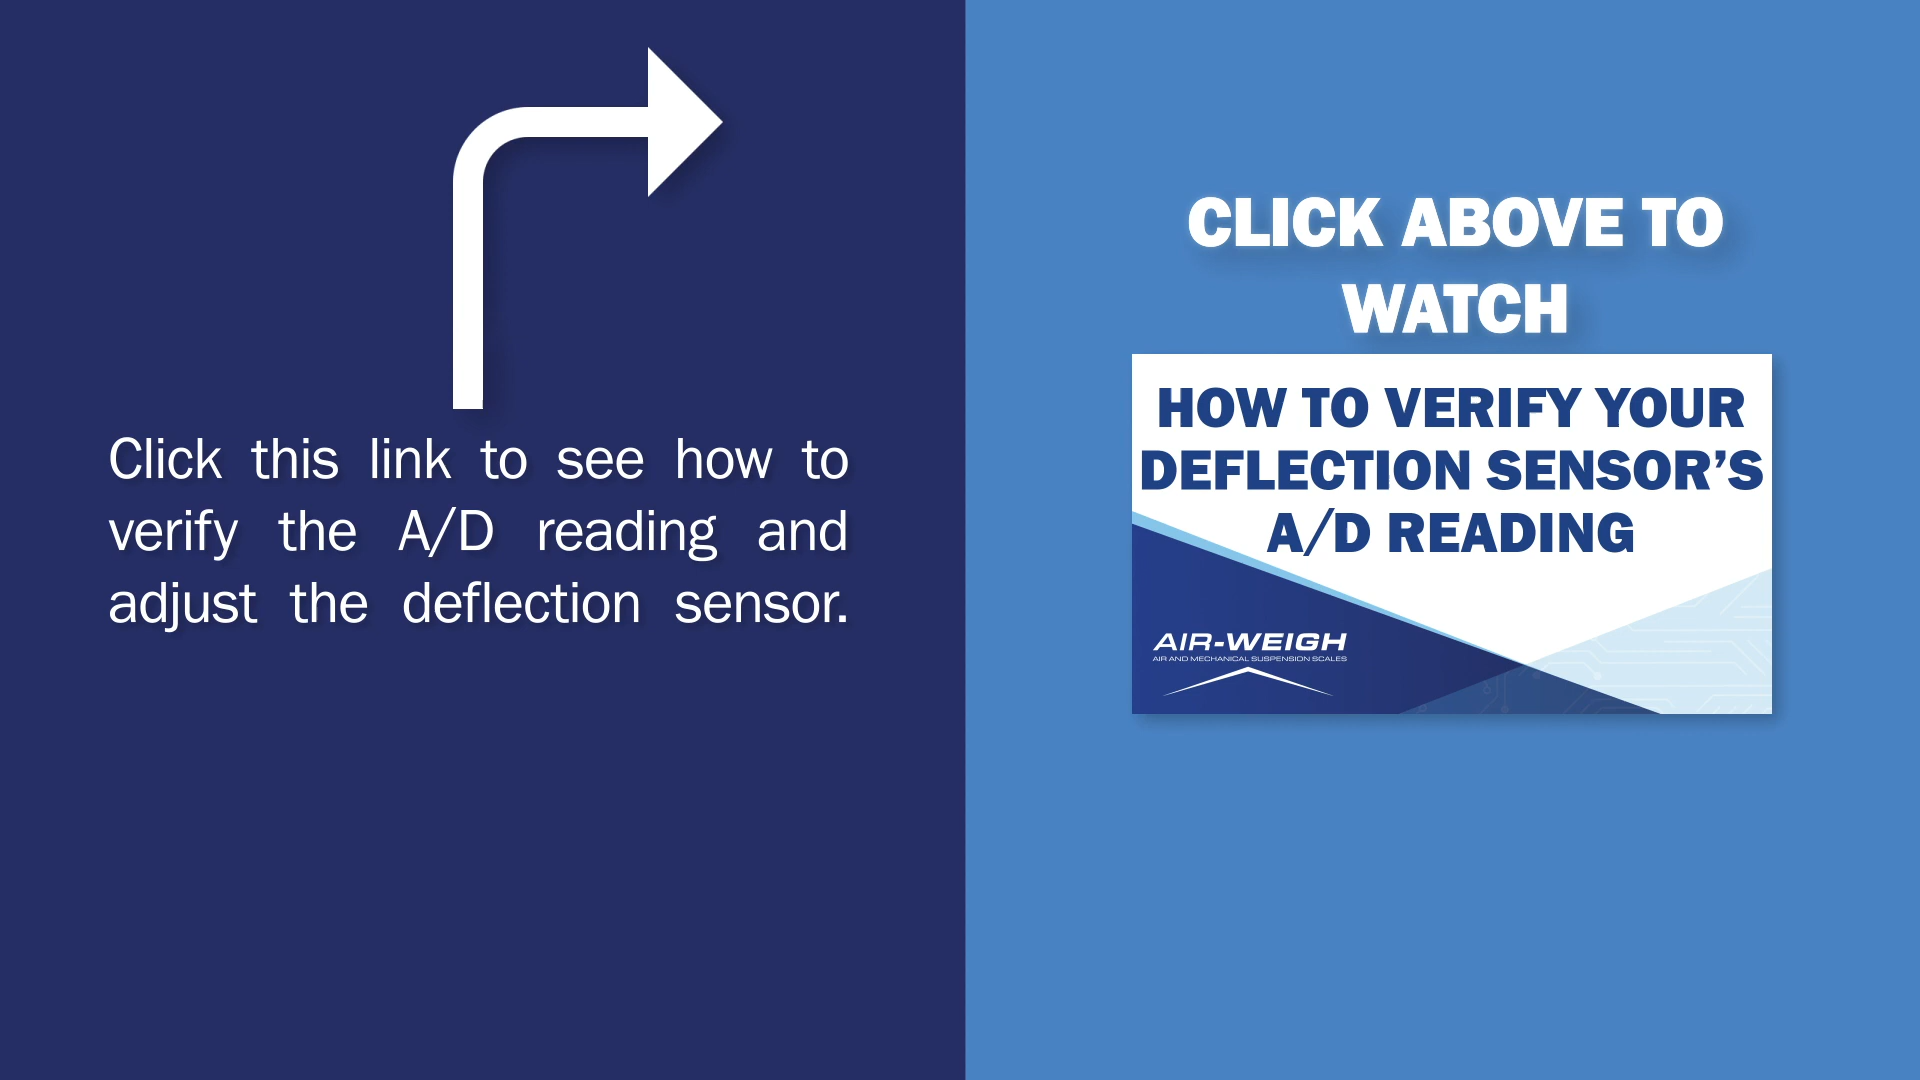 Click this link to see how to
verify the A/D reading and
adjust the deflection sensor.
CLICK ABOVE TO
WATCH
HOW TO VERIFY YOUR
DEFLECTION SENSOR’S
A/D READING
AIR-WEIGH
AIR AND MECHANICAL SUSPENSION SCALES